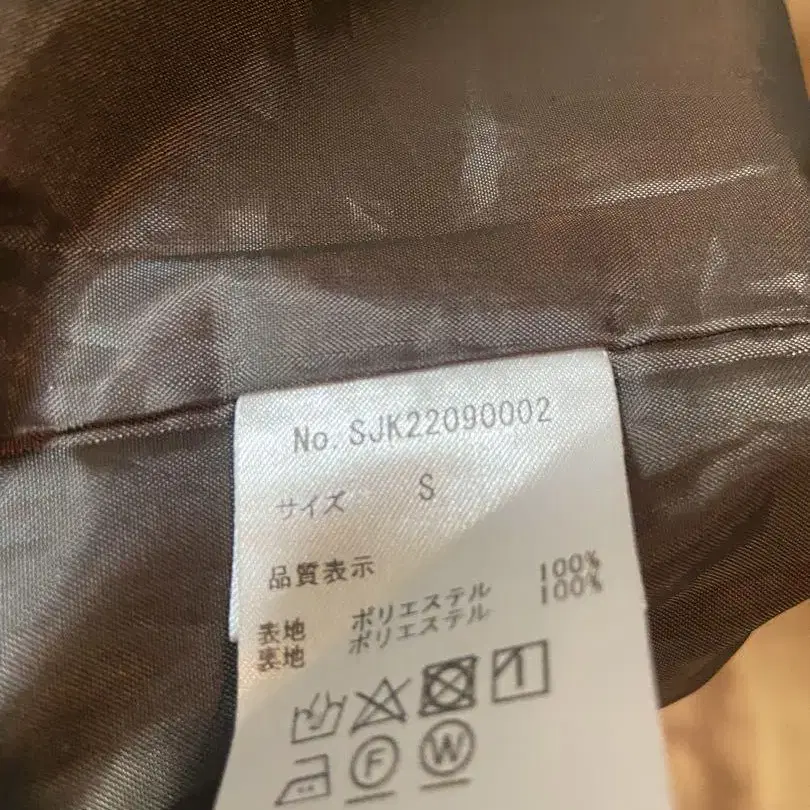 No. SJK22090002
サイズ S
品質表示
表地 ポリエステル 100%
裏地 ポリエステル 100%
F W